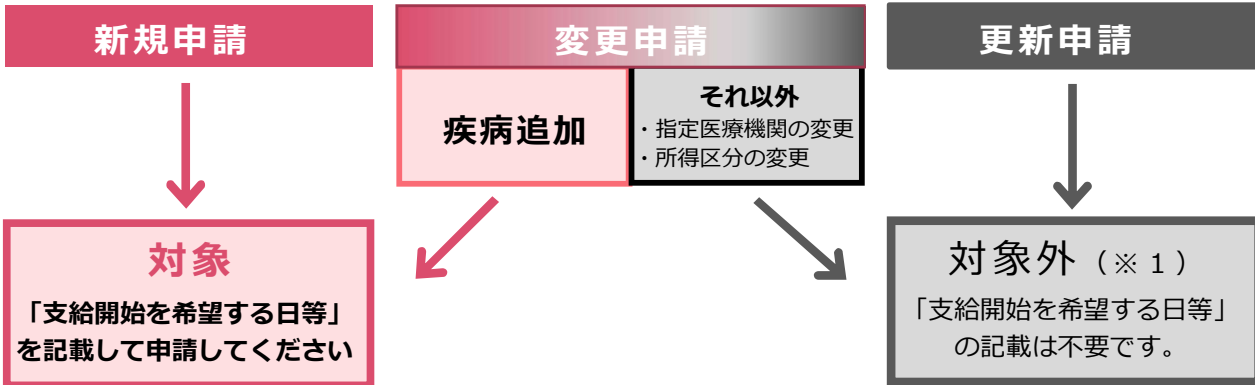 新規申請
変更申請
更新申請
疾病追加
それ以外
・指定医療機関の変更
・所得区分の変更
対象
「支給開始を希望する日等」
を記載して申請してください
対象外（※１）
「支給開始を希望する日等」
の記載は不要です。